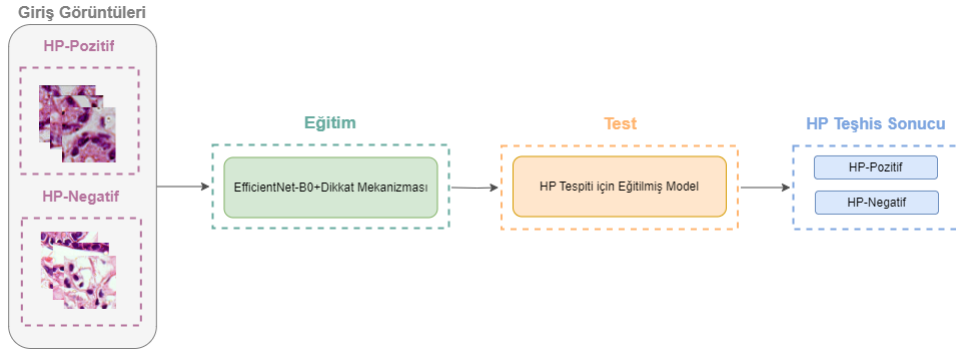 Giriş Görüntüleri
HP-Pozitif
HP-Negatif
Eğitim
EfficientNet-B0+Dikkat Mekanizması
Test
HP Tespiti için Eğitilmiş Model
HP Teşhis Sonucu
HP-Pozitif
HP-Negatif